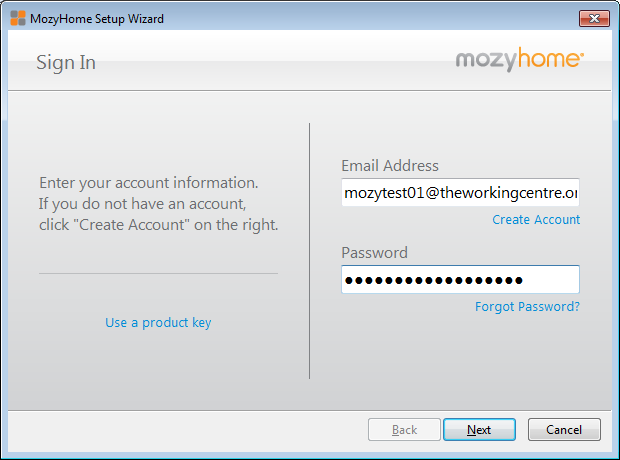 MozyHome Setup Wizard
Sign In
mozyhome
Enter your account information.
If you do not have an account,
click "Create Account" on the right.
Use a product key
Email Address
mozytest01@theworkingcentre.or
Create Account
Password
●●●●●●●●●●●●●●●●●●
Forgot Password?
Back
Next
Cancel